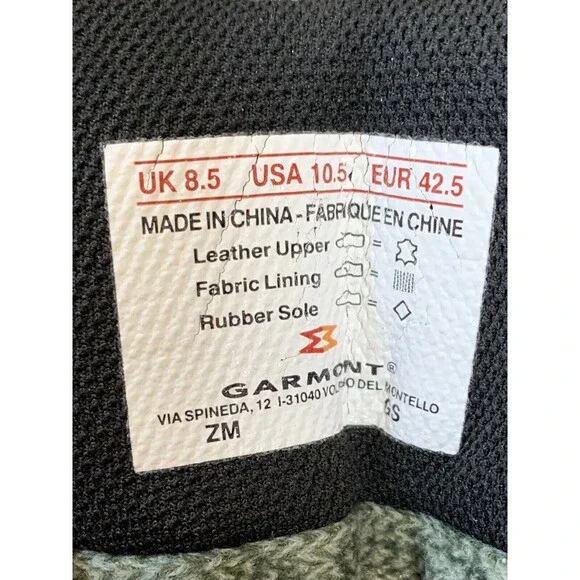 UK 8.5 USA 10.5 EUR 42.5
MADE IN CHINA - FABRIQUE EN CHINE
Leather Upper =
Fabric Lining =
Rubber Sole =
GARMONT®
VIA SPINEDA, 12 I-31040 DEL MONTELLO
ZM GS